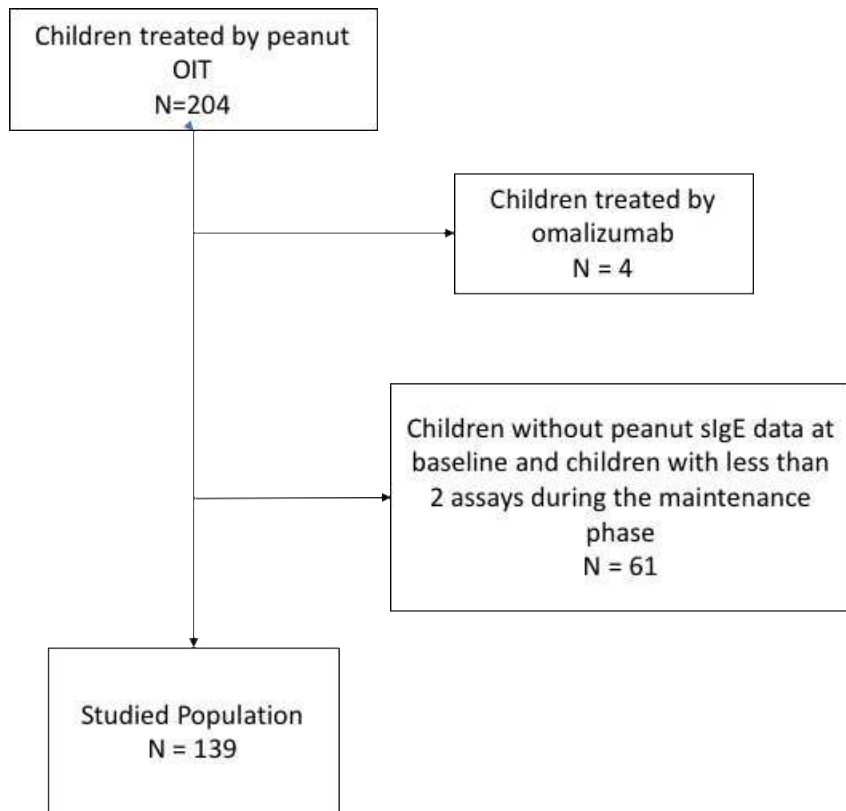 Children treated by peanut
OIT
N=204
Children treated by
omalizumab
N = 4
Children without peanut sIgE data at
baseline and children with less than
2 assays during the maintenance
phase
N = 61
Studied Population
N = 139